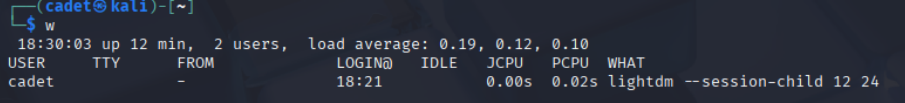 ┌──(cadet㉿kali)-[~]
└─$ w
 18:30:03 up 12 min,  2 users,  load average: 0.19, 0.12, 0.10
USER     TTY      FROM             LOGIN@   IDLE   JCPU   PCPU  WHAT
cadet             -                18:21           0.00s  0.02s lightdm --session-child 12 24